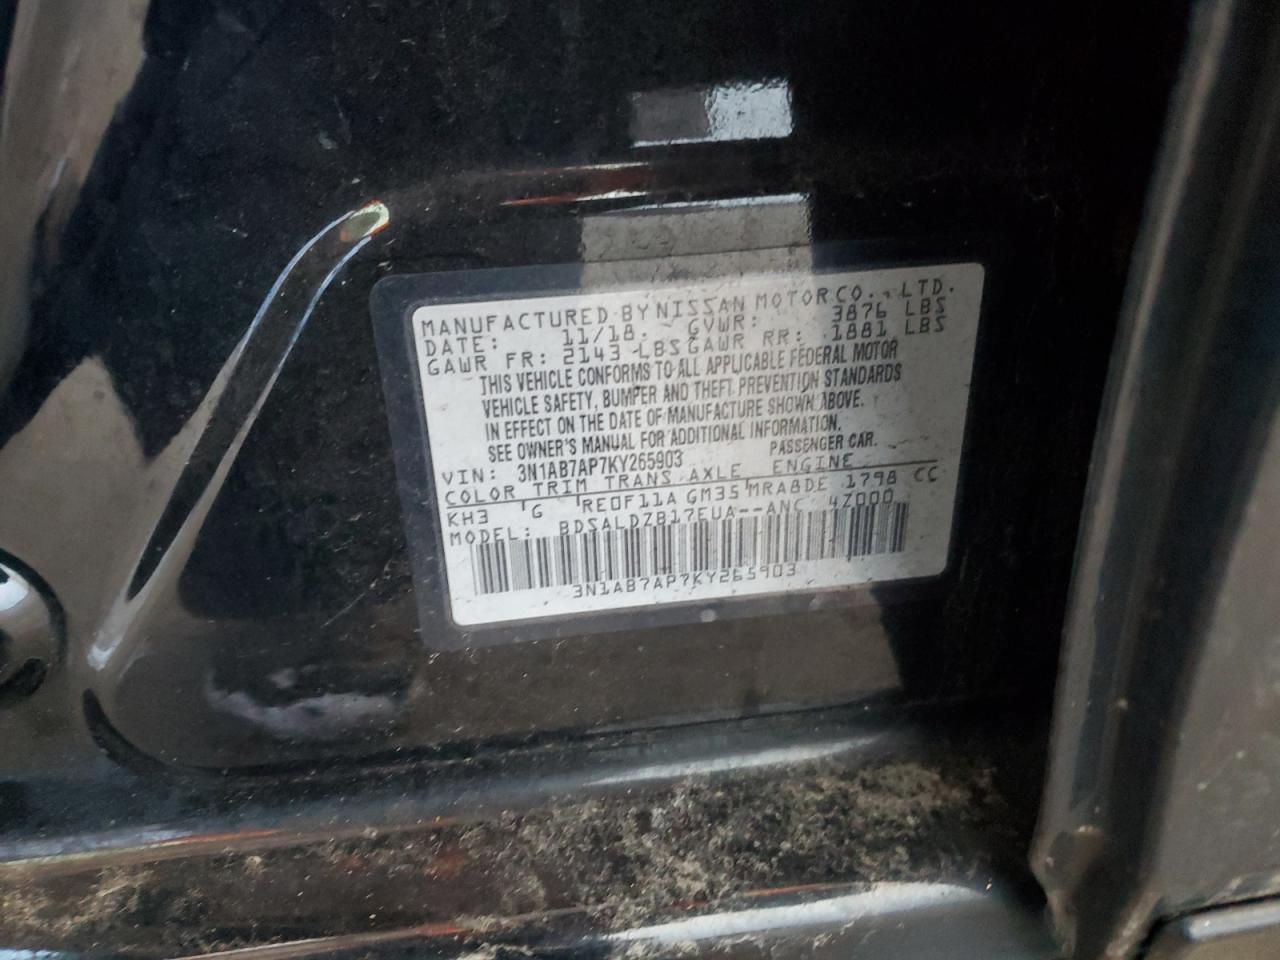 MANUFACTURED BY NISSAN MOTOR CO., LTD.
DATE: 11/18 GVWR: 3876 LBS
GAWR FR: 2143 LBS GAWR RR: 1881 LBS
THIS VEHICLE CONFORMS TO ALL APPLICABLE FEDERAL MOTOR
VEHICLE SAFETY, BUMPER AND THEFT PREVENTION STANDARDS
IN EFFECT ON THE DATE OF MANUFACTURE SHOWN ABOVE.
SEE OWNER'S MANUAL FOR ADDITIONAL INFORMATION.
VIN: 3N1AB7AP7KY265903 PASSENGER CAR.
COLOR TRIM TRANS AXLE ENGINE
KH3 G RE0F11A GM35 MRA8DE 1798 CC
MODEL: BDSALDZB17EUA--ANC 4Z000
3N1AB7AP7KY265903